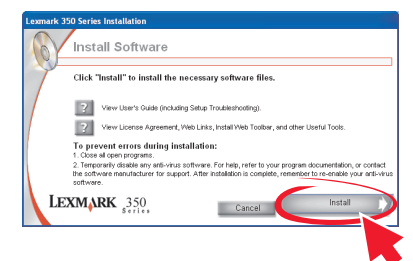 Lexmark 350 Series Installation
Install Software
Click "Install" to install the necessary software files.
? View User's Guide (including Setup Troubleshooting).
? View License Agreement, Web Links, Install Web Toolbar, and other Useful Tools.
To prevent errors during installation:
1. Close all open programs.
2. Temporarily disable any anti-virus software. For help, refer to your program documentation, or contact
the software manufacturer for support. After installation is complete, remember to re-enable your anti-virus
software.
LEXMARK 350
Series
Cancel
Install